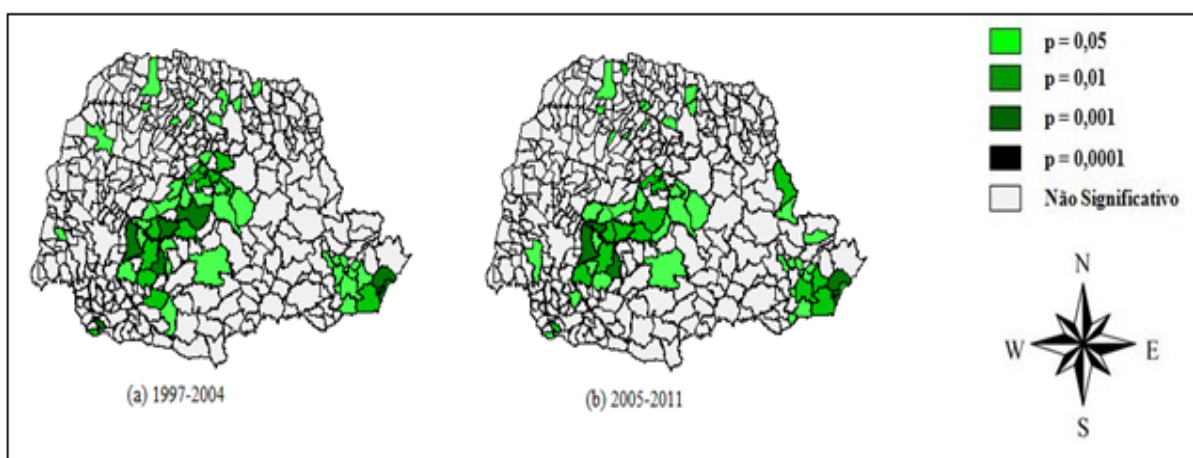 p = 0,05
p = 0,01
p = 0,001
p = 0,0001
Não Significativo
N
W E
S
(a) 1997-2004
(b) 2005-2011